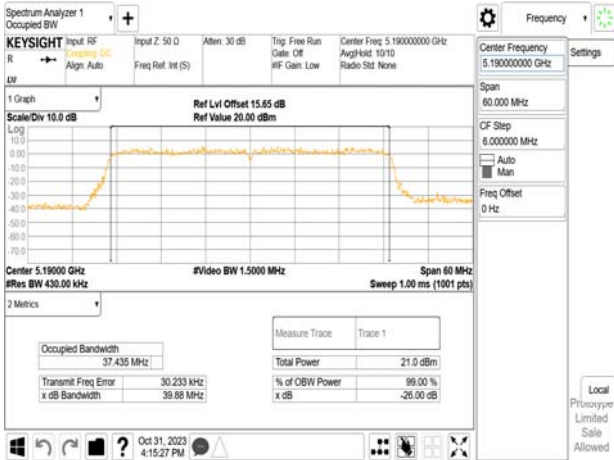 Spectrum Analyzer 1
Occupied BW
+
Frequency
KEYSIGHT
R
Input: RF
Coupling: DC
Align: Auto
Input Z: 50 Ω
Freq Ref: Int (S)
Atten: 30 dB
Trig: Free Run
Gate: Off
#IF Gain: Low
Center Freq: 5.190000000 GHz
Avg|Hold: 10/10
Radio Std: None
Center Frequency
5.190000000 GHz
Settings
Span
60.000 MHz
CF Step
6.000000 MHz
Auto
Man
Freq Offset
0 Hz
1 Graph
Scale/Div 10.0 dB
Ref Lvl Offset 15.65 dB
Ref Value 20.00 dBm
Log
10.0
0.00
-10.0
-20.0
-30.0
-40.0
-50.0
-60.0
-70.0
Center 5.19000 GHz
#Res BW 430.00 kHz
#Video BW 1.5000 MHz
Span 60 MHz
Sweep 1.00 ms (1001 pts)
2 Metrics
Measure Trace
Trace 1
Occupied Bandwidth
37.435 MHz
Total Power
21.0 dBm
Transmit Freq Error
30.233 kHz
% of OBW Power
99.00 %
x dB Bandwidth
39.88 MHz
x dB
-26.00 dB
Local
Prototype
Limited
Sale
Allowed
?
Oct 31, 2023
4:15:27 PM